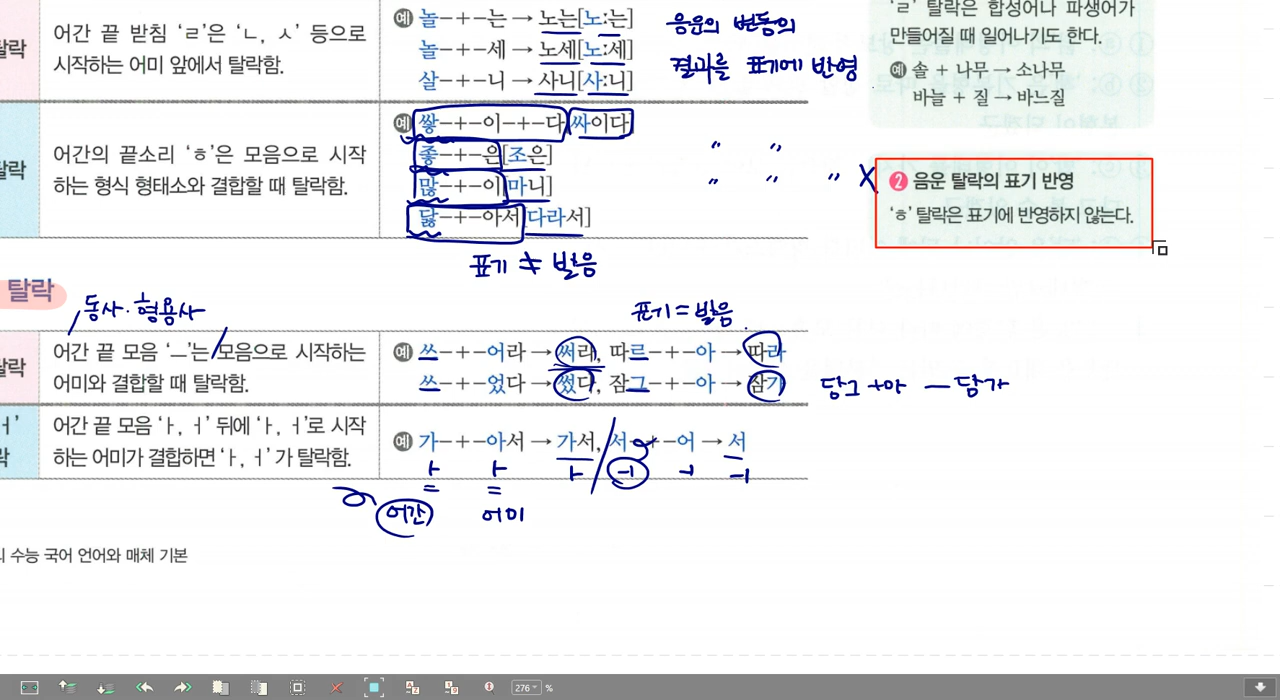 탈락
어간 끝 받침 'ㄹ'은 'ㄴ, ㅅ' 등으로
시작하는 어미 앞에서 탈락함.
예 놀-+-는 → 노는[노:는]
놀-+-세 → 노세[노:세]
살-+-니 → 사니[사:니]
음운의 변동의
결과를 표기에 반영
'ㄹ' 탈락은 합성어나 파생어가
만들어질 때 일어나기도 한다.
예 솔 + 나무 → 소나무
바늘 + 질 → 바느질
탈락
어간의 끝소리 'ㅎ'은 모음으로 시작
하는 형식 형태소와 결합할 때 탈락함.
예 쌓-+-이-+-다[싸이다]
좋-+-은[조은]
많-+-이[마니]
닳-+-아서[다라서]
" "
" " " X
2 음운 탈락의 표기 반영
'ㅎ' 탈락은 표기에 반영하지 않는다.
표기 ≠ 발음
탈락
동사·형용사
표기 = 발음
탈락
어간 끝 모음 'ㅡ'는 모음으로 시작하는
어미와 결합할 때 탈락함.
예 쓰-+-어라 → 써라, 따르-+-아 → 따라
쓰-+-었다 → 썼다, 잠그-+-아 → 잠가
담그+아 ― 담가
ㅓ'
락
어간 끝 모음 'ㅏ, ㅓ' 뒤에 'ㅏ, ㅓ'로 시작
하는 어미가 결합하면 'ㅏ, ㅓ'가 탈락함.
예 가-+-아서 → 가서, 서-+-어 → 서
ㅏ ㅏ ㅏ ㅓ ㅓ ㅓ
어간 어미
수능 국어 언어와 매체 기본
276 %